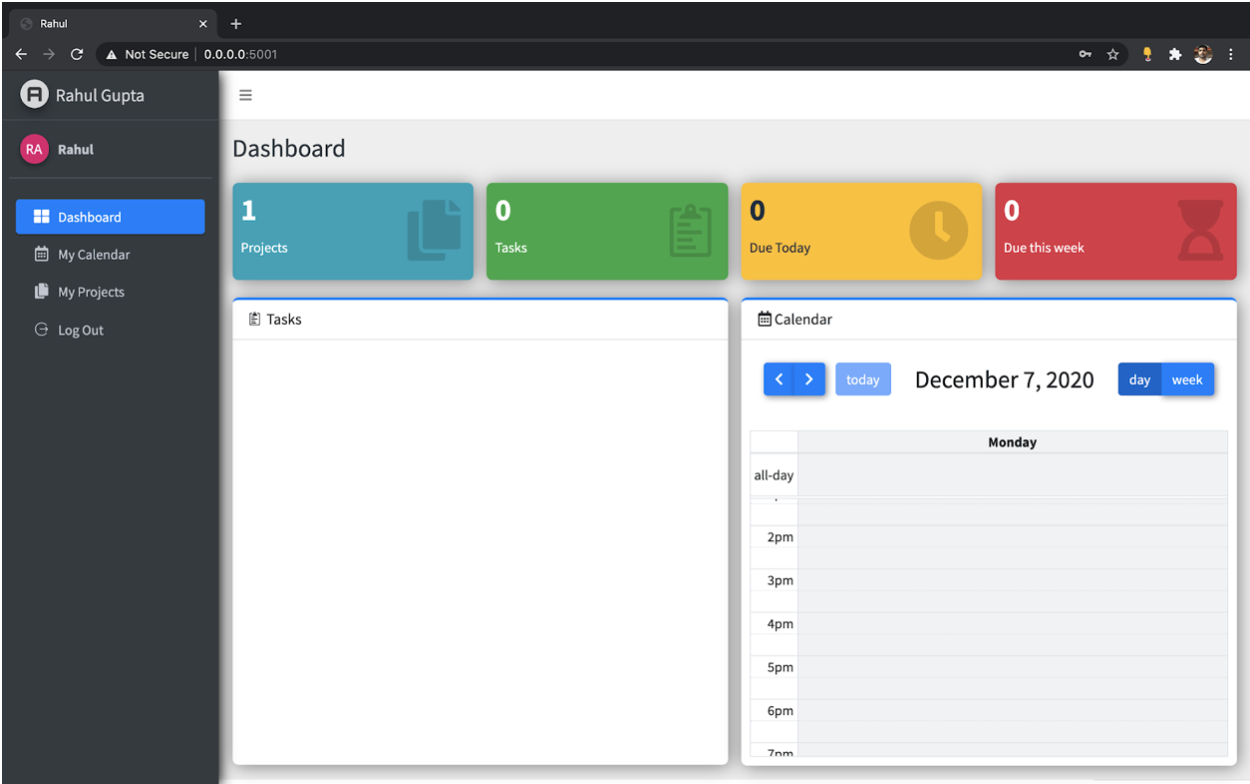 Rahul
Not Secure 0.0.0.0:5001
Rahul Gupta
RA Rahul
Dashboard
My Calendar
My Projects
Log Out
Dashboard
1
Projects
0
Tasks
0
Due Today
0
Due this week
Tasks
Calendar
today December 7, 2020 day week
Monday
all-day
2pm
3pm
4pm
5pm
6pm
7pm